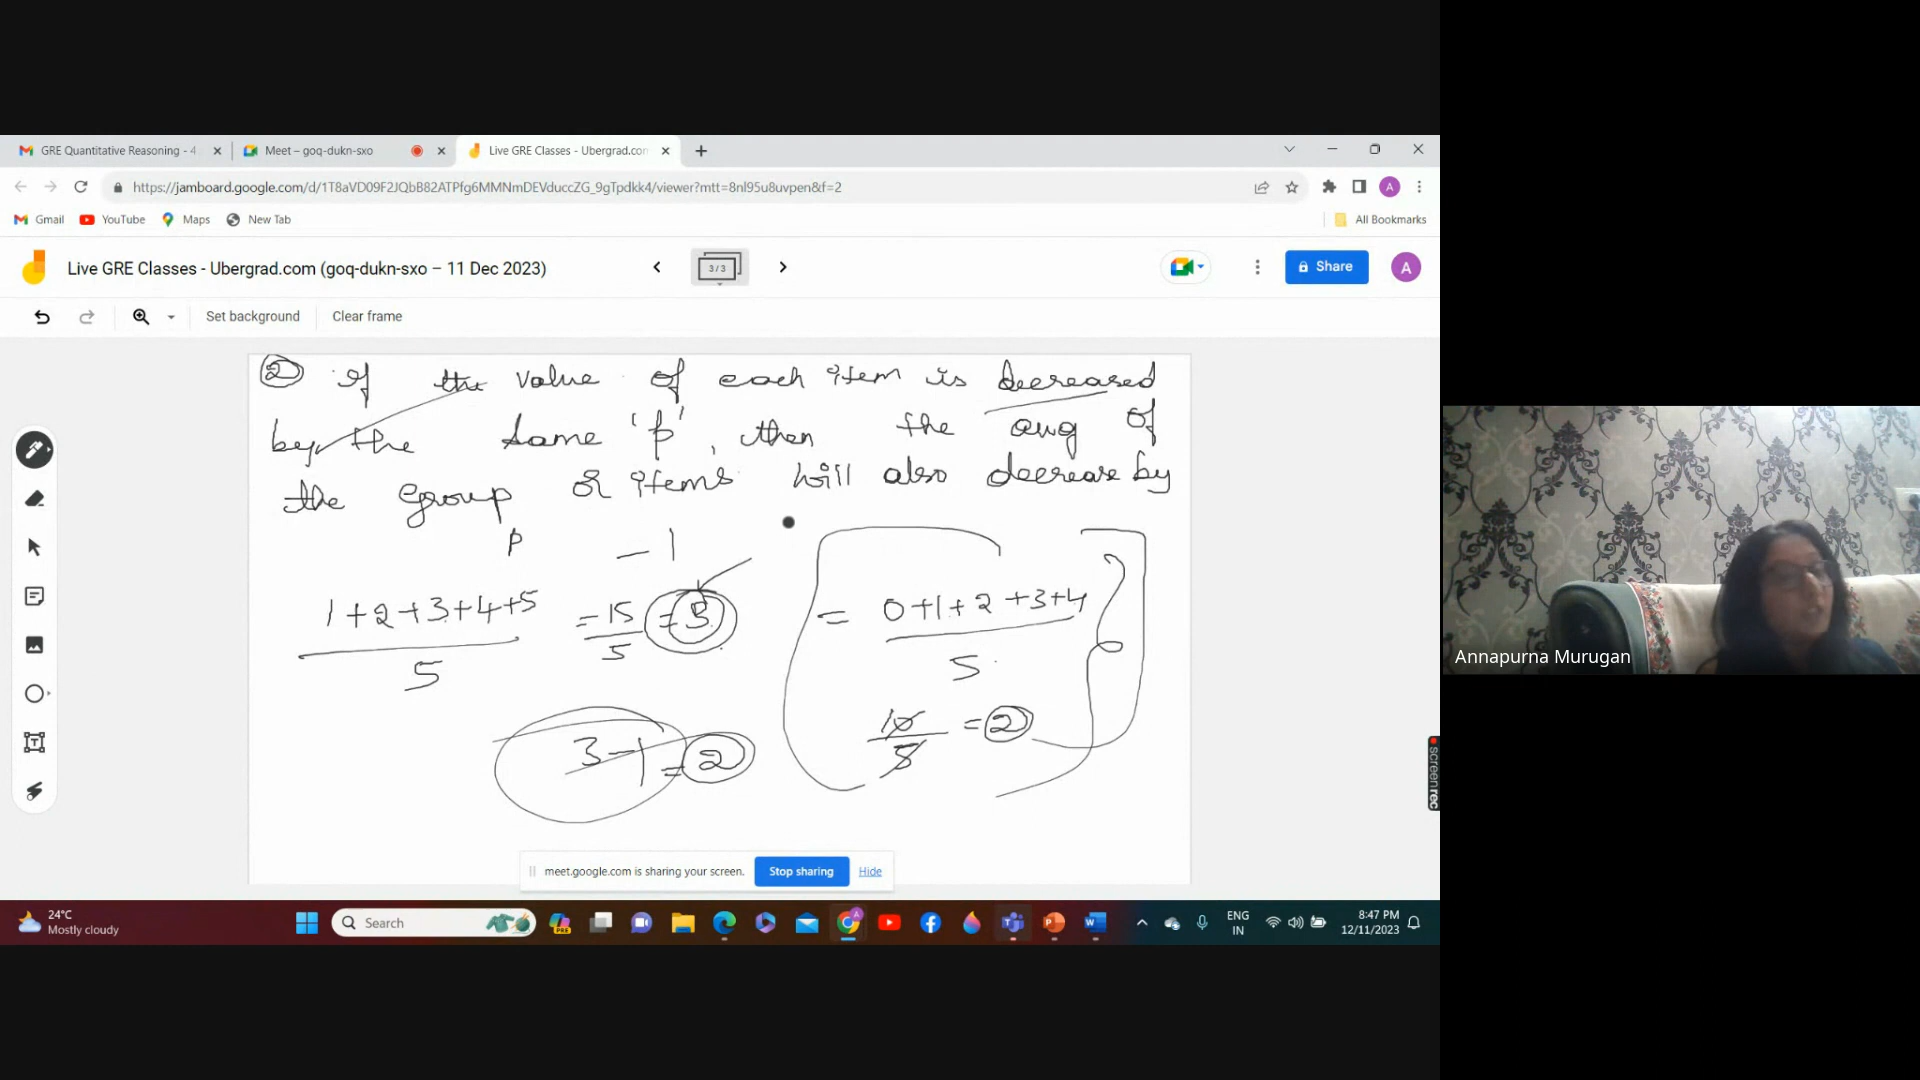 GRE Quantitative Reasoning - 4
Meet – goq-dukn-sxo
Live GRE Classes - Ubergrad.con
https://jamboard.google.com/d/1T8aVD09F2JQbB82ATPfg6MMNmDEVduccZG_9gTpdkk4/viewer?mtt=8nl95u8uvpen&f=2
A
Gmail YouTube Maps New Tab All Bookmarks
Live GRE Classes - Ubergrad.com (goq-dukn-sxo – 11 Dec 2023)
3 / 3
Share
A
Set background Clear frame
② If the value of each item is decreased
by the same 'p', then the avg of
the group of items will also decrease by
p
- 1
1+2+3+4+5
5
= 15
5
= 3
= 0+1+2+3+4
5
10
5
= 2
3-1 = 2
meet.google.com is sharing your screen. Stop sharing Hide
Annapurna Murugan
screenrec
24°C
Mostly cloudy
Search
PRE
ENG
IN
8:47 PM
12/11/2023